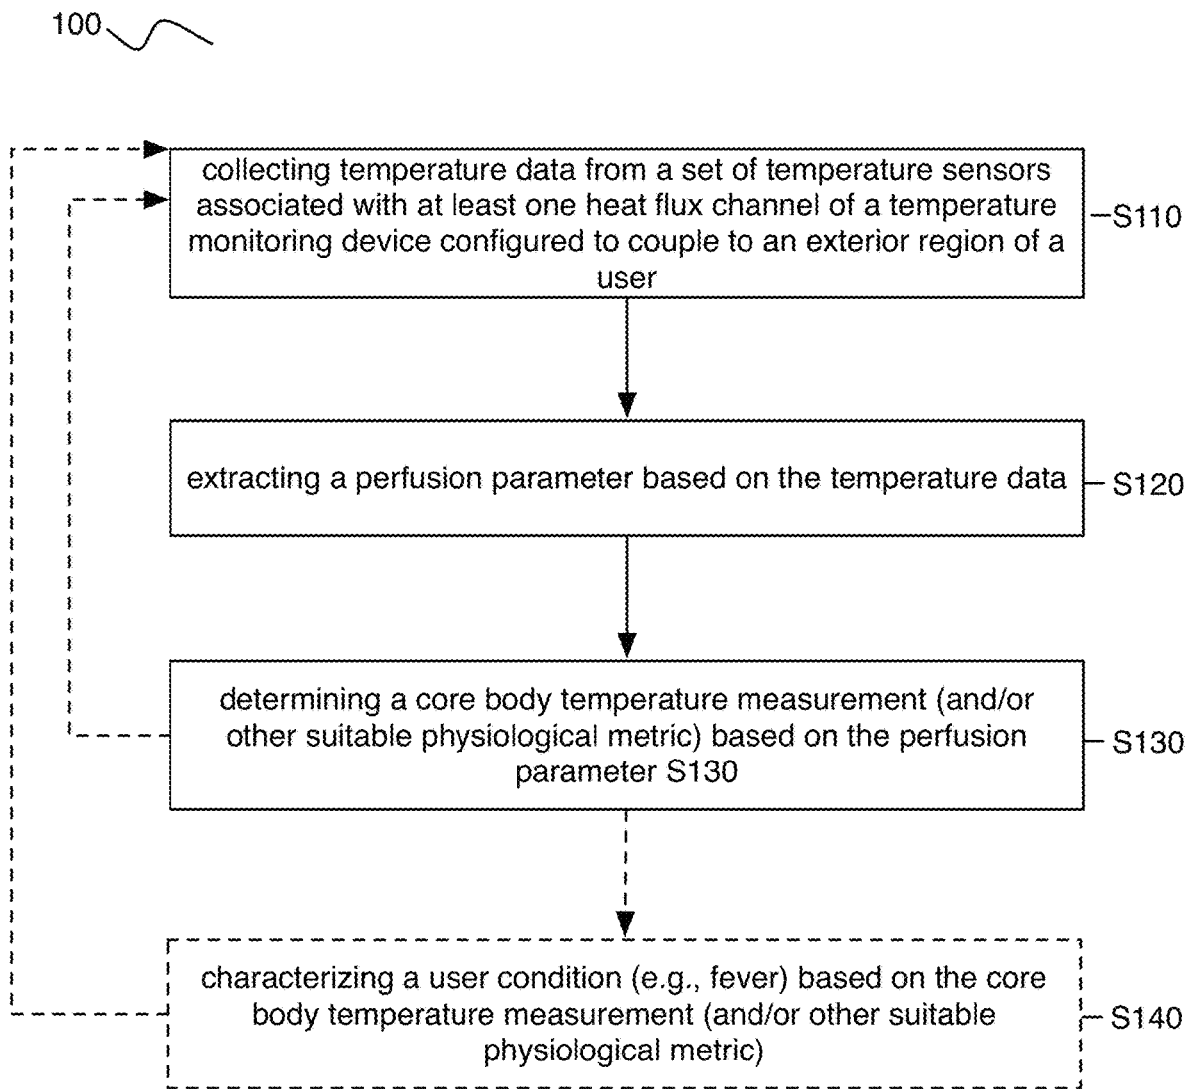 100
collecting temperature data from a set of temperature sensors
associated with at least one heat flux channel of a temperature
monitoring device configured to couple to an exterior region of a
user
S110
extracting a perfusion parameter based on the temperature data
S120
determining a core body temperature measurement (and/or
other suitable physiological metric) based on the perfusion
parameter S130
S130
characterizing a user condition (e.g., fever) based on the core
body temperature measurement (and/or other suitable
physiological metric)
S140